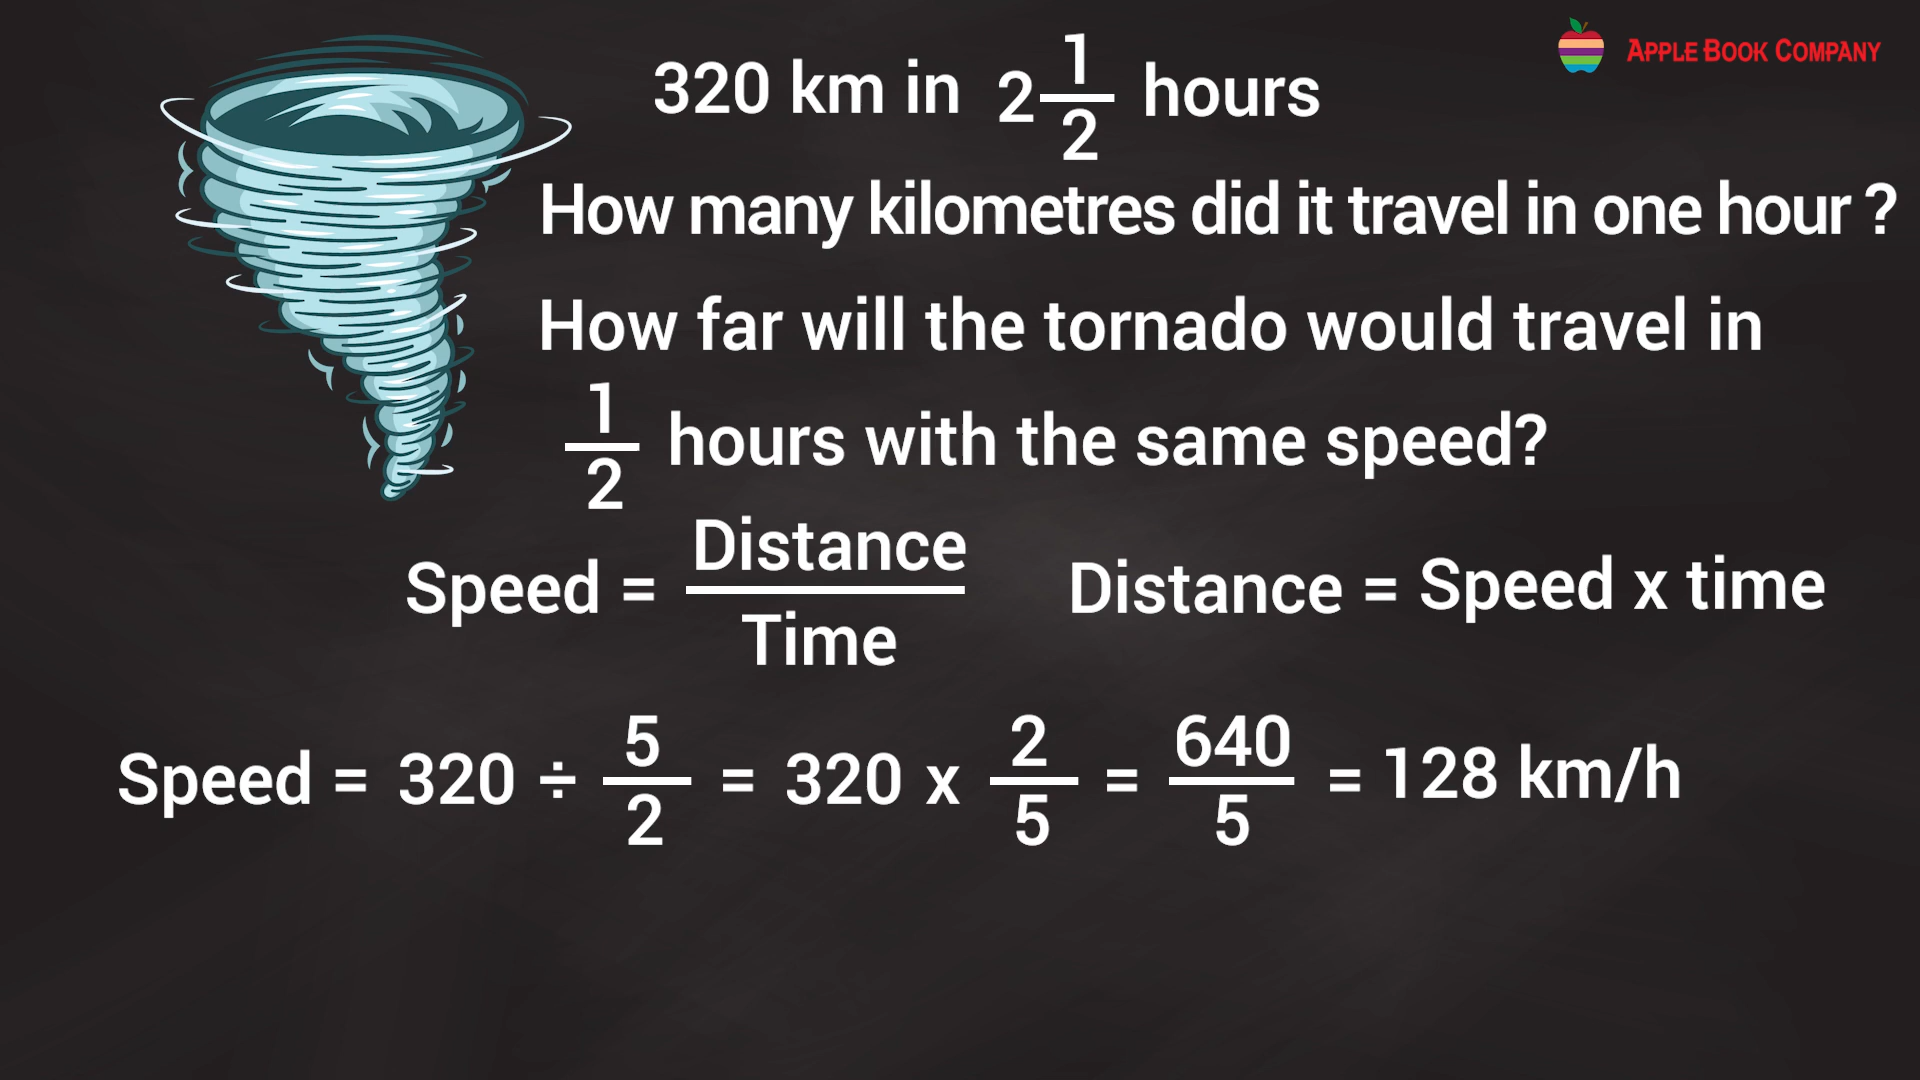 APPLE BOOK COMPANY
320 km in 2 1/2 hours
How many kilometres did it travel in one hour ?
How far will the tornado would travel in
1/2 hours with the same speed?
Speed = Distance/Time
Distance = Speed x time
Speed = 320 ÷ 5/2 = 320 x 2/5 = 640/5 = 128 km/h